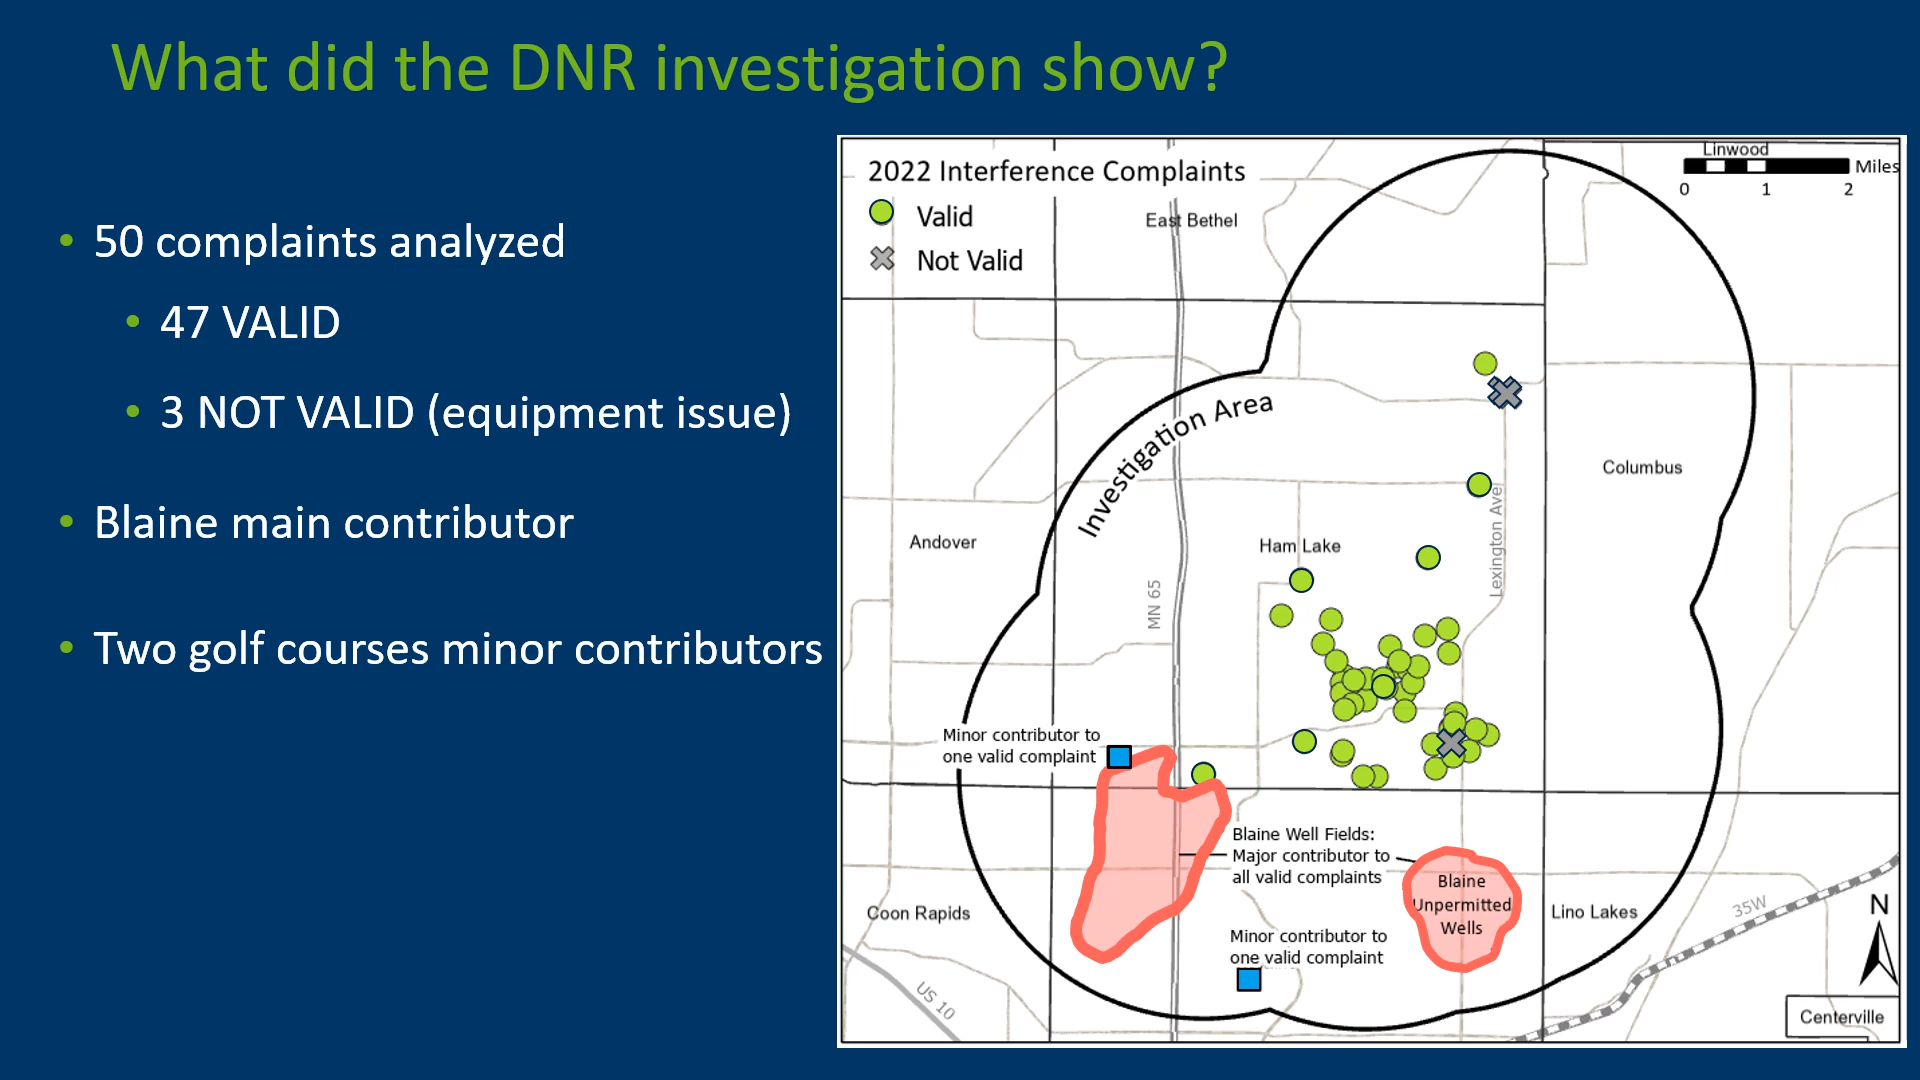 What did the DNR investigation show?
• 50 complaints analyzed
• 47 VALID
• 3 NOT VALID (equipment issue)
• Blaine main contributor
• Two golf courses minor contributors
2022 Interference Complaints
Valid
Not Valid
Linwood
Miles
0 1 2
East Bethel
Investigation Area
Columbus
Andover
Ham Lake
Lexington Ave
MN 65
Minor contributor to
one valid complaint
Blaine Well Fields:
Major contributor to
all valid complaints
Blaine
Unpermitted
Wells
Coon Rapids
Lino Lakes
35W
N
Minor contributor to
one valid complaint
US 10
Centerville